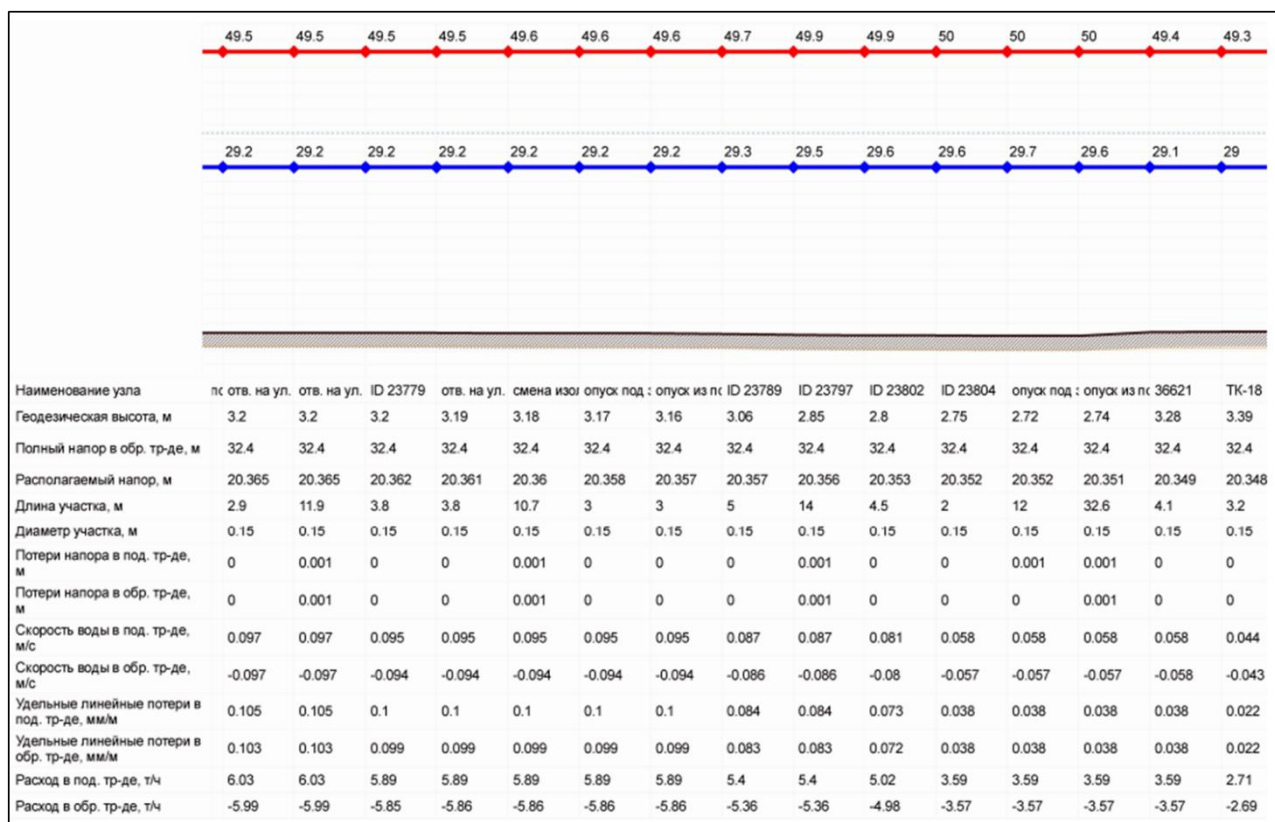 49.5 49.5 49.5 49.5 49.6 49.6 49.6 49.7 49.9 49.9 50 50 50 49.4 49.3
29.2 29.2 29.2 29.2 29.2 29.2 29.2 29.3 29.5 29.6 29.6 29.7 29.6 29.1 29
Наименование узла пс отв. на ул. отв. на ул. ID 23779 отв. на ул. смена изол опуск под з опуск из пс ID 23789 ID 23797 ID 23802 ID 23804 опуск под з опуск из пс 36621 ТК-18
Геодезическая высота, м 3.2 3.2 3.2 3.19 3.18 3.17 3.16 3.06 2.85 2.8 2.75 2.72 2.74 3.28 3.39
Полный напор в обр. тр-де, м 32.4 32.4 32.4 32.4 32.4 32.4 32.4 32.4 32.4 32.4 32.4 32.4 32.4 32.4 32.4
Располагаемый напор, м 20.365 20.365 20.362 20.361 20.36 20.358 20.357 20.357 20.356 20.353 20.352 20.352 20.351 20.349 20.348
Длина участка, м 2.9 11.9 3.8 3.8 10.7 3 3 5 14 4.5 2 12 32.6 4.1 3.2
Диаметр участка, м 0.15 0.15 0.15 0.15 0.15 0.15 0.15 0.15 0.15 0.15 0.15 0.15 0.15 0.15 0.15
Потери напора в под. тр-де,
м 0 0.001 0 0 0.001 0 0 0 0.001 0 0 0.001 0.001 0 0
Потери напора в обр. тр-де,
м 0 0.001 0 0 0.001 0 0 0 0.001 0 0 0 0.001 0 0
Скорость воды в под. тр-де,
м/с 0.097 0.097 0.095 0.095 0.095 0.095 0.095 0.087 0.087 0.081 0.058 0.058 0.058 0.058 0.044
Скорость воды в обр. тр-де,
м/с -0.097 -0.097 -0.094 -0.094 -0.094 -0.094 -0.094 -0.086 -0.086 -0.08 -0.057 -0.057 -0.057 -0.058 -0.043
Удельные линейные потери в
под. тр-де, мм/м 0.105 0.105 0.1 0.1 0.1 0.1 0.1 0.084 0.084 0.073 0.038 0.038 0.038 0.038 0.022
Удельные линейные потери в
обр. тр-де, мм/м 0.103 0.103 0.099 0.099 0.099 0.099 0.099 0.083 0.083 0.072 0.038 0.038 0.038 0.038 0.022
Расход в под. тр-де, т/ч 6.03 6.03 5.89 5.89 5.89 5.89 5.89 5.4 5.4 5.02 3.59 3.59 3.59 3.59 2.71
Расход в обр. тр-де, т/ч -5.99 -5.99 -5.85 -5.86 -5.86 -5.86 -5.86 -5.36 -5.36 -4.98 -3.57 -3.57 -3.57 -3.57 -2.69